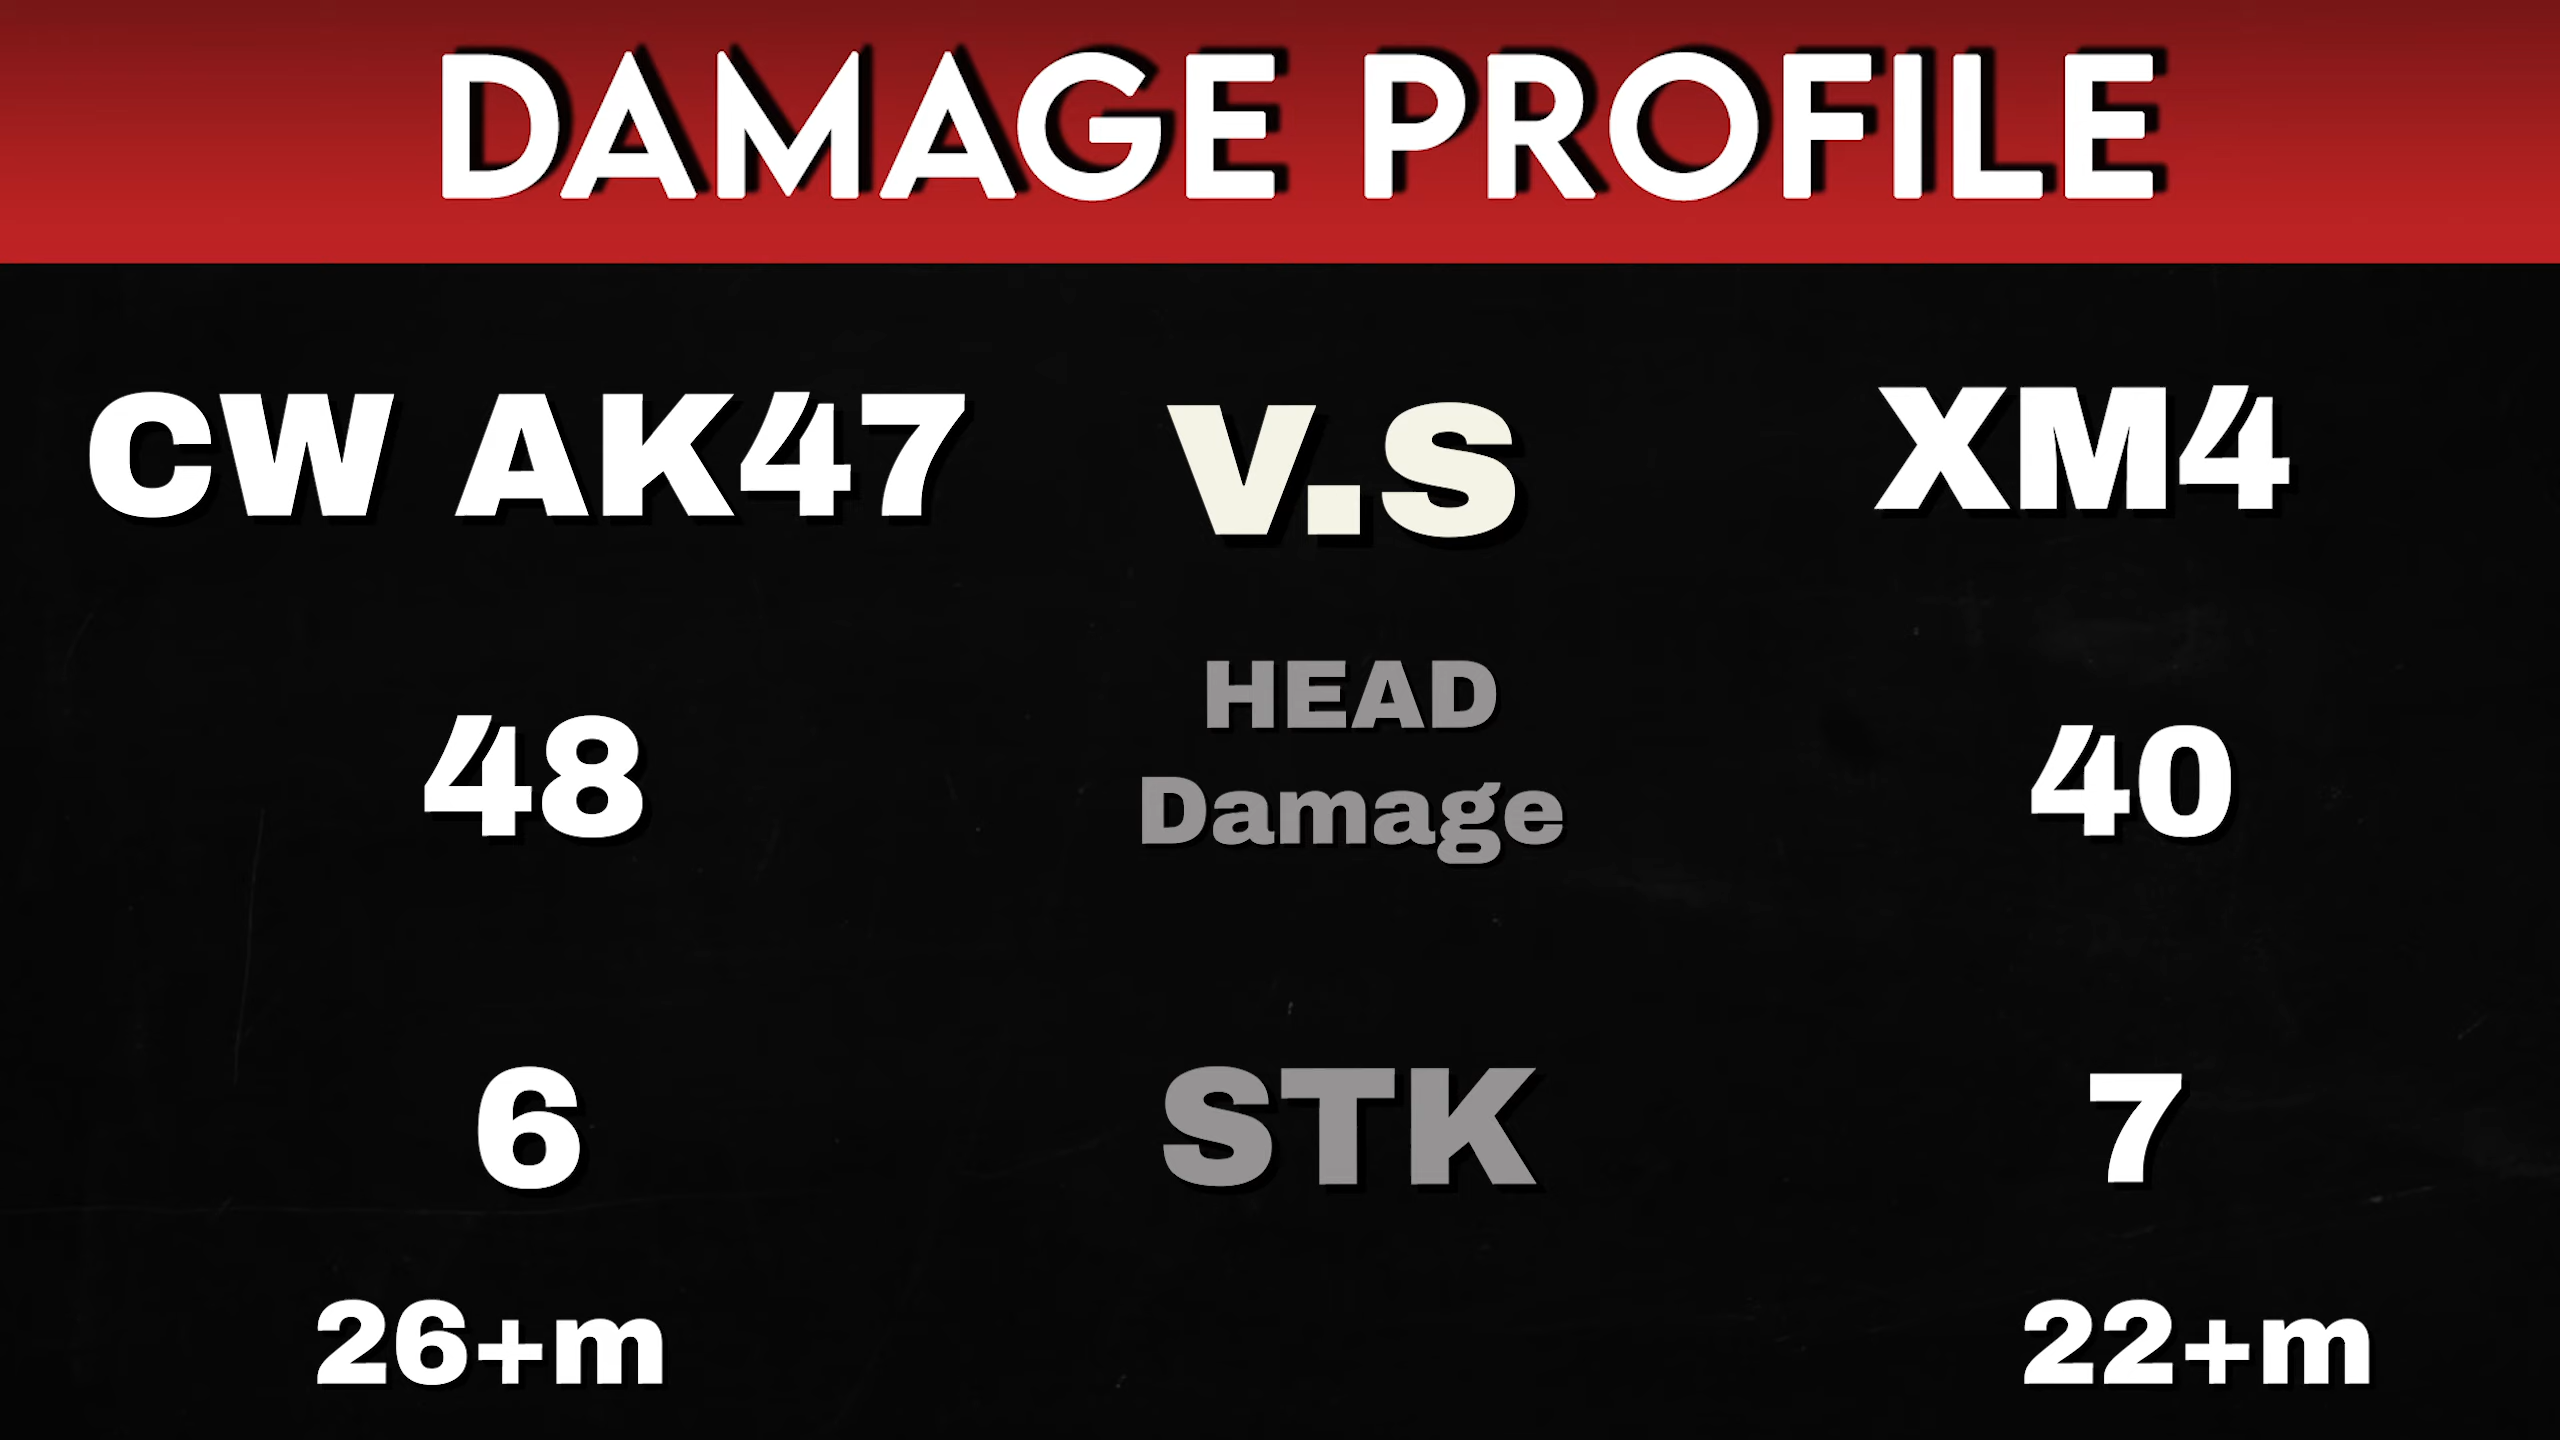 DAMAGE PROFILE
CW AK47 V.S XM4
48 HEAD Damage 40
6 STK 7
26+m 22+m